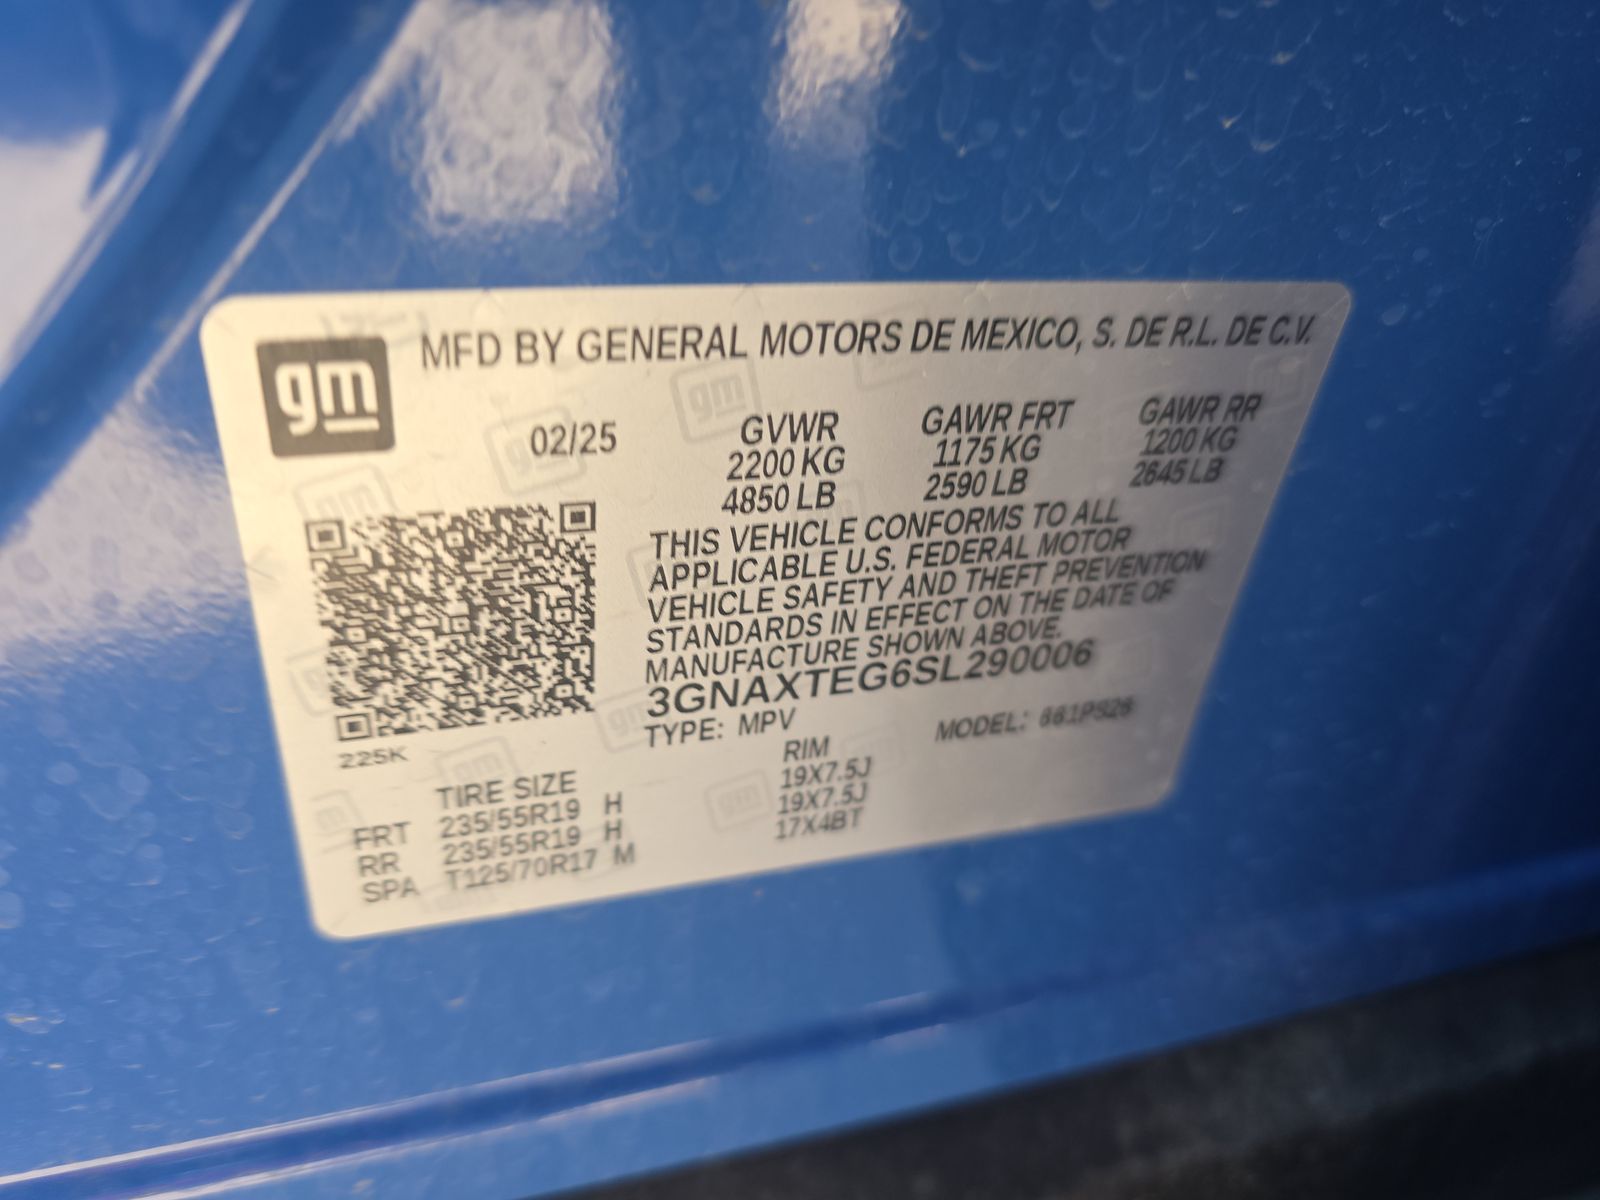 gm
MFD BY GENERAL MOTORS DE MEXICO, S. DE R.L. DE C.V.
02/25 GVWR GAWR FRT GAWR RR
2200 KG 1175 KG 1200 KG
4850 LB 2590 LB 2645 LB
THIS VEHICLE CONFORMS TO ALL
APPLICABLE U.S. FEDERAL MOTOR
VEHICLE SAFETY AND THEFT PREVENTION
STANDARDS IN EFFECT ON THE DATE OF
MANUFACTURE SHOWN ABOVE.
3GNAXTEG6SL290006
TYPE: MPV MODEL:
225K
TIRE SIZE RIM
FRT 235/55R19 H 19X7.5J
RR 235/55R19 H 19X7.5J
SPA T125/70R17 M 17X4BT